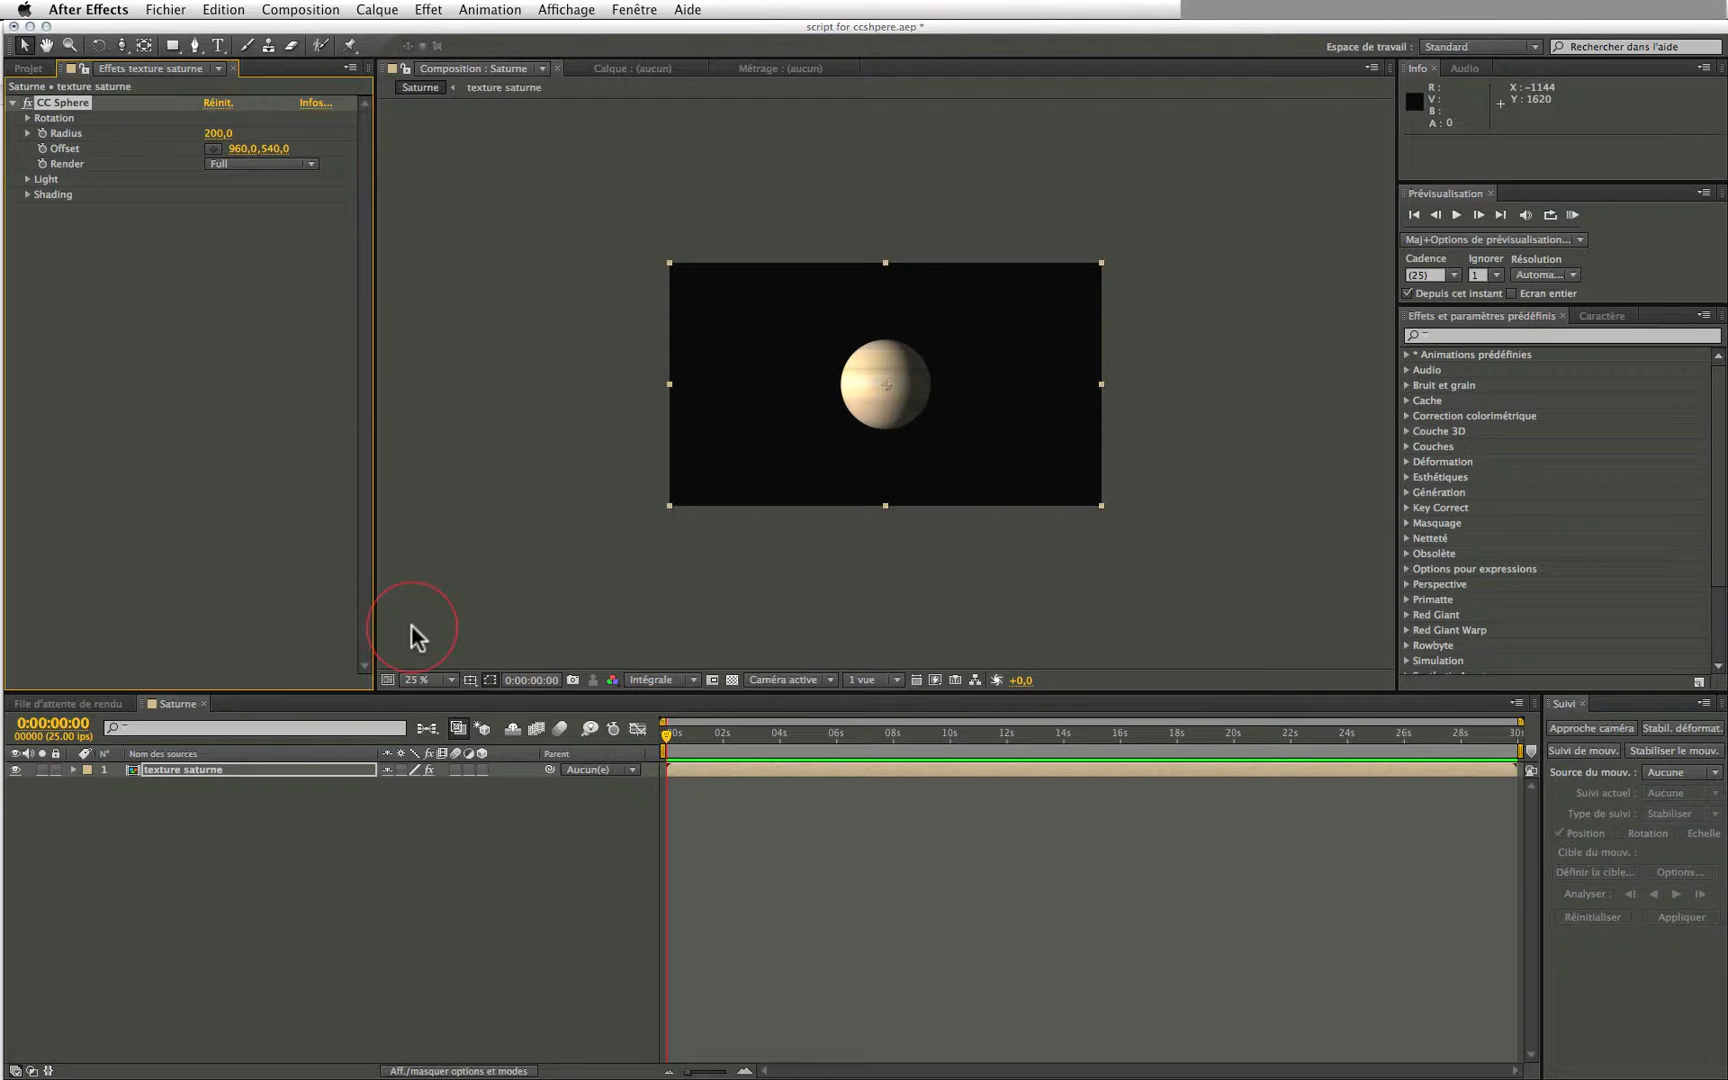 After Effects Fichier Edition Composition Calque Effet Animation Affichage Fenêtre Aide
script for ccshpere.aep *
Espace de travail : Standard Rechercher dans l'aide
Projet Effets texture saturne Composition : Saturne Calque : (aucun) Métrage : (aucun) Info Audio
Saturne • texture saturne
Saturne texture saturne
CC Sphere Réinit. Infos...
Rotation
Radius 200,0
Offset 960,0,540,0
Render Full
Light
Shading
R :
V :
B :
A : 0
X : -1144
Y : 1620
Prévisualisation
Maj+Options de prévisualisation...
Cadence Ignorer Résolution
(25) 1 Automa...
Depuis cet instant Ecran entier
Effets et paramètres prédéfinis Caractère
* Animations prédéfinies
Audio
Bruit et grain
Cache
Correction colorimétrique
Couche 3D
Couches
Déformation
Esthétiques
Génération
Key Correct
Masquage
Netteté
Obsolète
Options pour expressions
Perspective
Primatte
Red Giant
Red Giant Warp
Rowbyte
Simulation
25 % 0:00:00:00 Intégrale Caméra active 1 vue +0,0
File d'attente de rendu Saturne
0:00:00:00
00000 (25.00 ips)
00s 02s 04s 06s 08s 10s 12s 14s 16s 18s 20s 22s 24s 26s 28s 30s
N° Nom des sources Parent
1 texture saturne Aucun(e)
Suivi
Approche caméra Stabil. déformat.
Suivi de mouv. Stabiliser le mouv.
Source du mouv. : Aucune
Suivi actuel : Aucune
Type de suivi : Stabiliser
Position Rotation Echelle
Cible du mouv. :
Définir la cible... Options...
Analyser :
Réinitialiser Appliquer
Aff./masquer options et modes